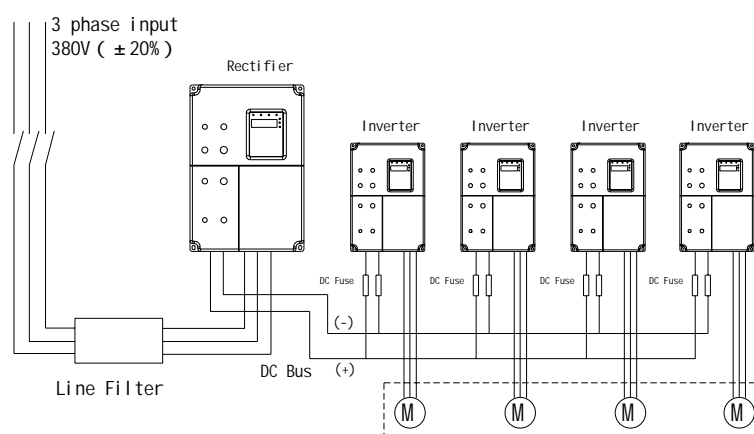 3 phase input
380V ( ±20%)
Rectifier
Inverter
Inverter
Inverter
Inverter
DC Fuse
DC Fuse
DC Fuse
DC Fuse
(-)
DC Bus
(+)
Line Filter
M
M
M
M